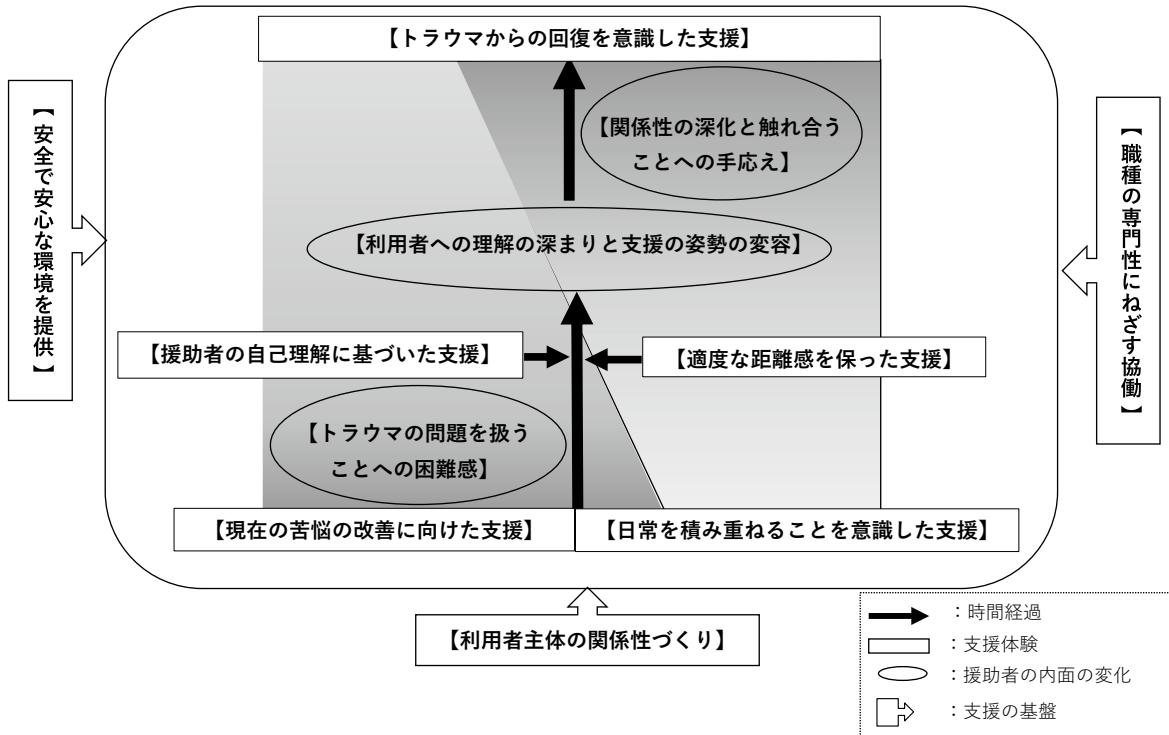 【トラウマからの回復を意識した支援】
【関係性の深化と触れ合う
ことへの手応え】
【安全で安心な環境を提供】
【職種の専門性にねざす協働】
【利用者への理解の深まりと支援の姿勢の変容】
【援助者の自己理解に基づいた支援】
【適度な距離感を保った支援】
【トラウマの問題を扱う
ことへの困難感】
【現在の苦悩の改善に向けた支援】
【日常を積み重ねることを意識した支援】
【利用者主体の関係性づくり】
：時間経過
：支援体験
：援助者の内面の変化
：支援の基盤